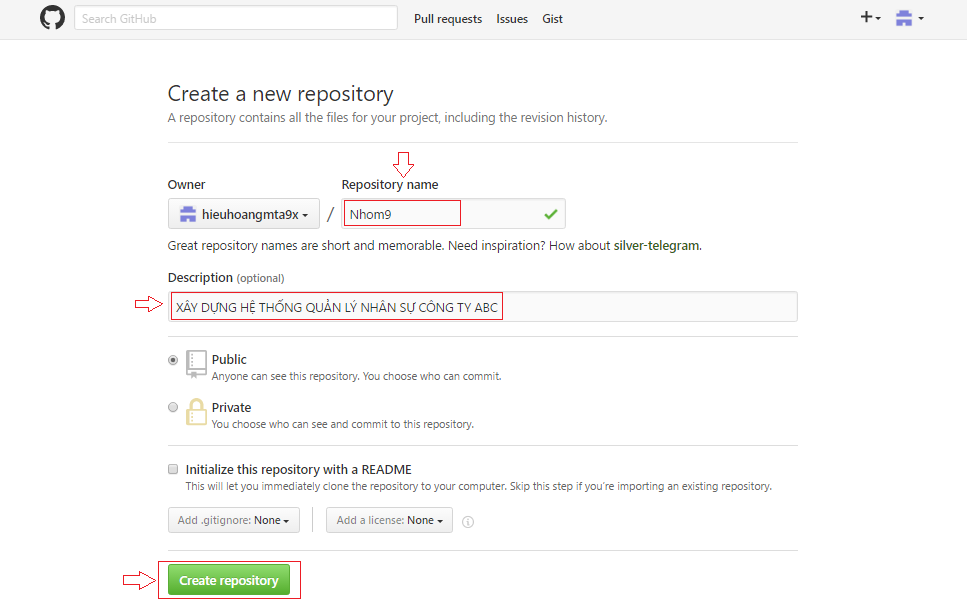 Search GitHub Pull requests Issues Gist
Create a new repository
A repository contains all the files for your project, including the revision history.
Owner Repository name
hieuhoangmta9x / Nhom9
Great repository names are short and memorable. Need inspiration? How about silver-telegram.
Description (optional)
XÂY DỰNG HỆ THỐNG QUẢN LÝ NHÂN SỰ CÔNG TY ABC
Public
Anyone can see this repository. You choose who can commit.
Private
You choose who can see and commit to this repository.
Initialize this repository with a README
This will let you immediately clone the repository to your computer. Skip this step if you're importing an existing repository.
Add .gitignore: None Add a license: None
Create repository